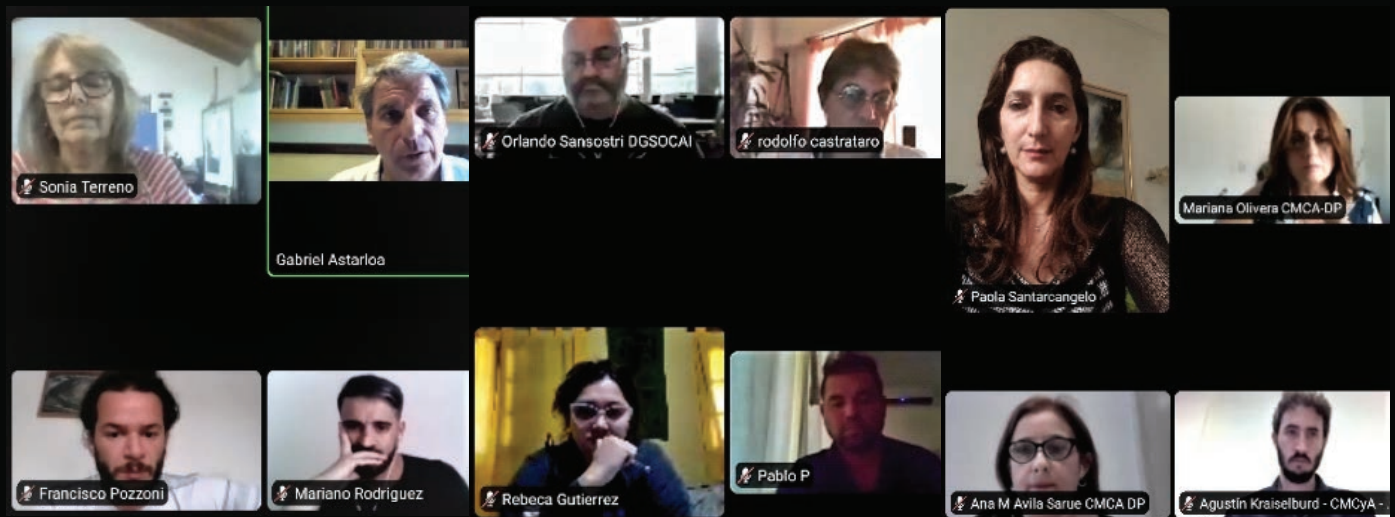 Sonia Terreno
Gabriel Astarloa
Orlando Sansostri DGSOCAI
rodolfo castrataro
Paola Santarcangelo
Mariana Olivera CMCA-DP
Francisco Pozzoni
Mariano Rodriguez
Rebeca Gutierrez
Pablo P
Ana M Avila Sarue CMCA DP
Agustín Kraiselburd - CMCyA -